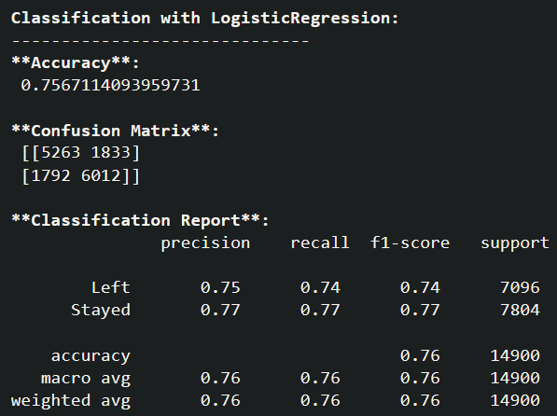 Classification with LogisticRegression:
------------------------------
**Accuracy**:
0.7567114093959731
**Confusion Matrix**:
[[5263 1833]
[1792 6012]]
**Classification Report**:
precision recall f1-score support
Left 0.75 0.74 0.74 7096
Stayed 0.77 0.77 0.77 7804
accuracy 0.76 14900
macro avg 0.76 0.76 0.76 14900
weighted avg 0.76 0.76 0.76 14900